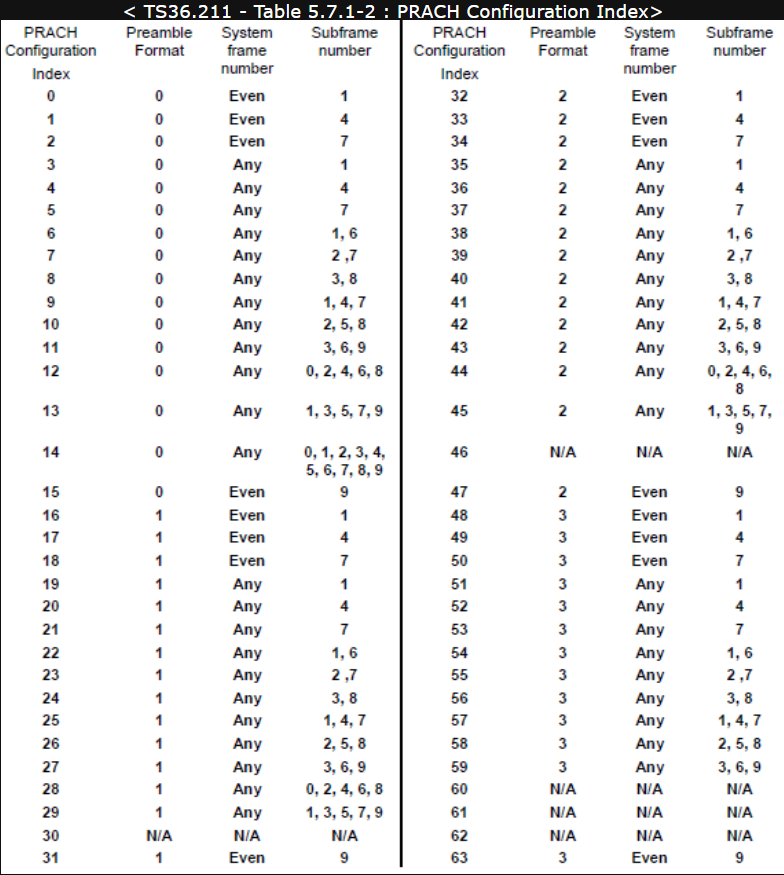 < TS36.211 - Table 5.7.1-2 : PRACH Configuration Index>
PRACH Preamble System Subframe
Configuration Format frame number
Index number
0 0 Even 1
1 0 Even 4
2 0 Even 7
3 0 Any 1
4 0 Any 4
5 0 Any 7
6 0 Any 1, 6
7 0 Any 2 ,7
8 0 Any 3, 8
9 0 Any 1, 4, 7
10 0 Any 2, 5, 8
11 0 Any 3, 6, 9
12 0 Any 0, 2, 4, 6, 8
13 0 Any 1, 3, 5, 7, 9
14 0 Any 0, 1, 2, 3, 4,
5, 6, 7, 8, 9
15 0 Even 9
16 1 Even 1
17 1 Even 4
18 1 Even 7
19 1 Any 1
20 1 Any 4
21 1 Any 7
22 1 Any 1, 6
23 1 Any 2 ,7
24 1 Any 3, 8
25 1 Any 1, 4, 7
26 1 Any 2, 5, 8
27 1 Any 3, 6, 9
28 1 Any 0, 2, 4, 6, 8
29 1 Any 1, 3, 5, 7, 9
30 N/A N/A N/A
31 1 Even 9
PRACH Preamble System Subframe
Configuration Format frame number
Index number
32 2 Even 1
33 2 Even 4
34 2 Even 7
35 2 Any 1
36 2 Any 4
37 2 Any 7
38 2 Any 1, 6
39 2 Any 2 ,7
40 2 Any 3, 8
41 2 Any 1, 4, 7
42 2 Any 2, 5, 8
43 2 Any 3, 6, 9
44 2 Any 0, 2, 4, 6,
8
45 2 Any 1, 3, 5, 7,
9
46 N/A N/A N/A
47 2 Even 9
48 3 Even 1
49 3 Even 4
50 3 Even 7
51 3 Any 1
52 3 Any 4
53 3 Any 7
54 3 Any 1, 6
55 3 Any 2 ,7
56 3 Any 3, 8
57 3 Any 1, 4, 7
58 3 Any 2, 5, 8
59 3 Any 3, 6, 9
60 N/A N/A N/A
61 N/A N/A N/A
62 N/A N/A N/A
63 3 Even 9